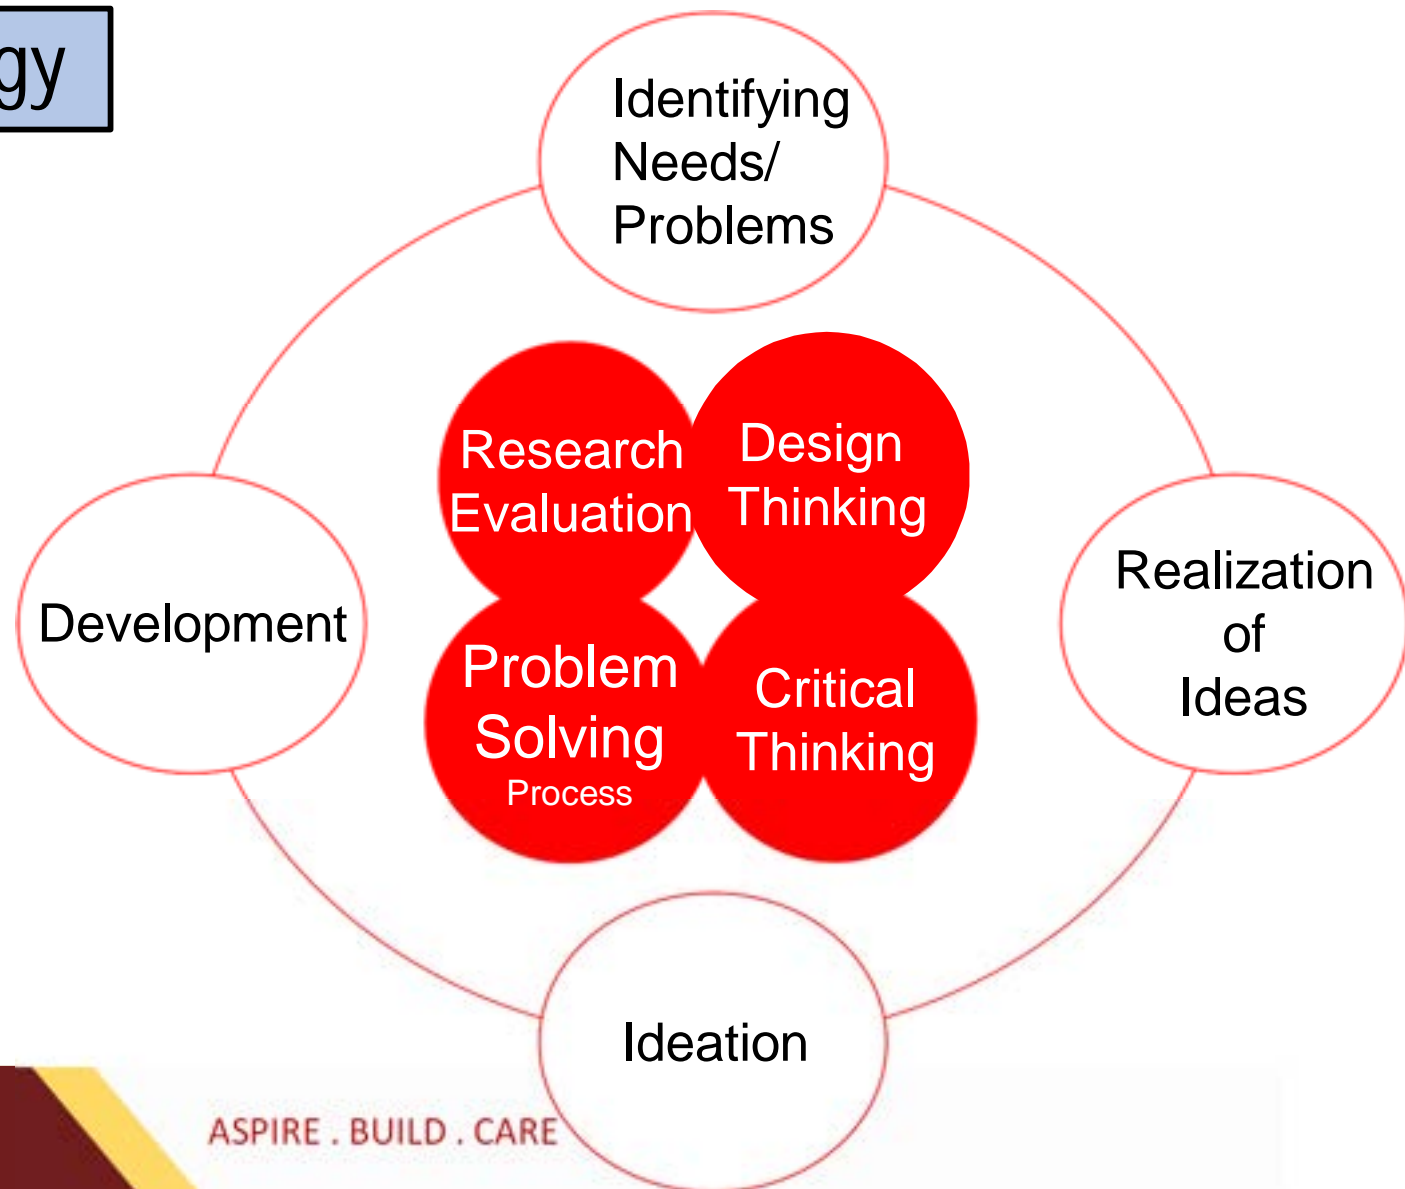 gy
Identifying
Needs/
Problems
Research
Evaluation
Design
Thinking
Development
Realization
of
Ideas
Problem
Solving
Process
Critical
Thinking
Ideation
ASPIRE . BUILD . CARE